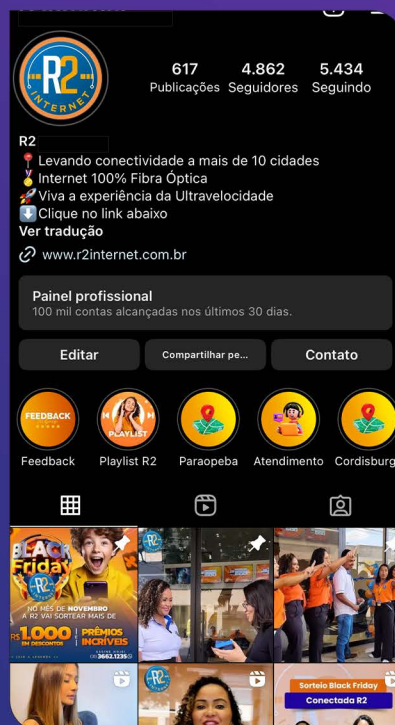 R2
INTERNET
617 4.862 5.434
Publicações Seguidores Seguindo
R2
Levando conectividade a mais de 10 cidades
Internet 100% Fibra Óptica
Viva a experiência da Ultravelocidade
Clique no link abaixo
Ver tradução
www.r2internet.com.br
Painel profissional
100 mil contas alcançadas nos últimos 30 dias.
Editar Compartilhar pe... Contato
FEEDBACK
PLAYLIST
Feedback Playlist R2 Paraopeba Atendimento Cordisburg
BLACK
Friday
R2
NO MÊS DE NOVEMBRO
A R2 VAI SORTEAR MAIS DE
R$1.000 EM DESCONTOS
PRÊMIOS INCRÍVEIS
3662.1235
R2
R2
Sorteio Black Friday
Conectada R2